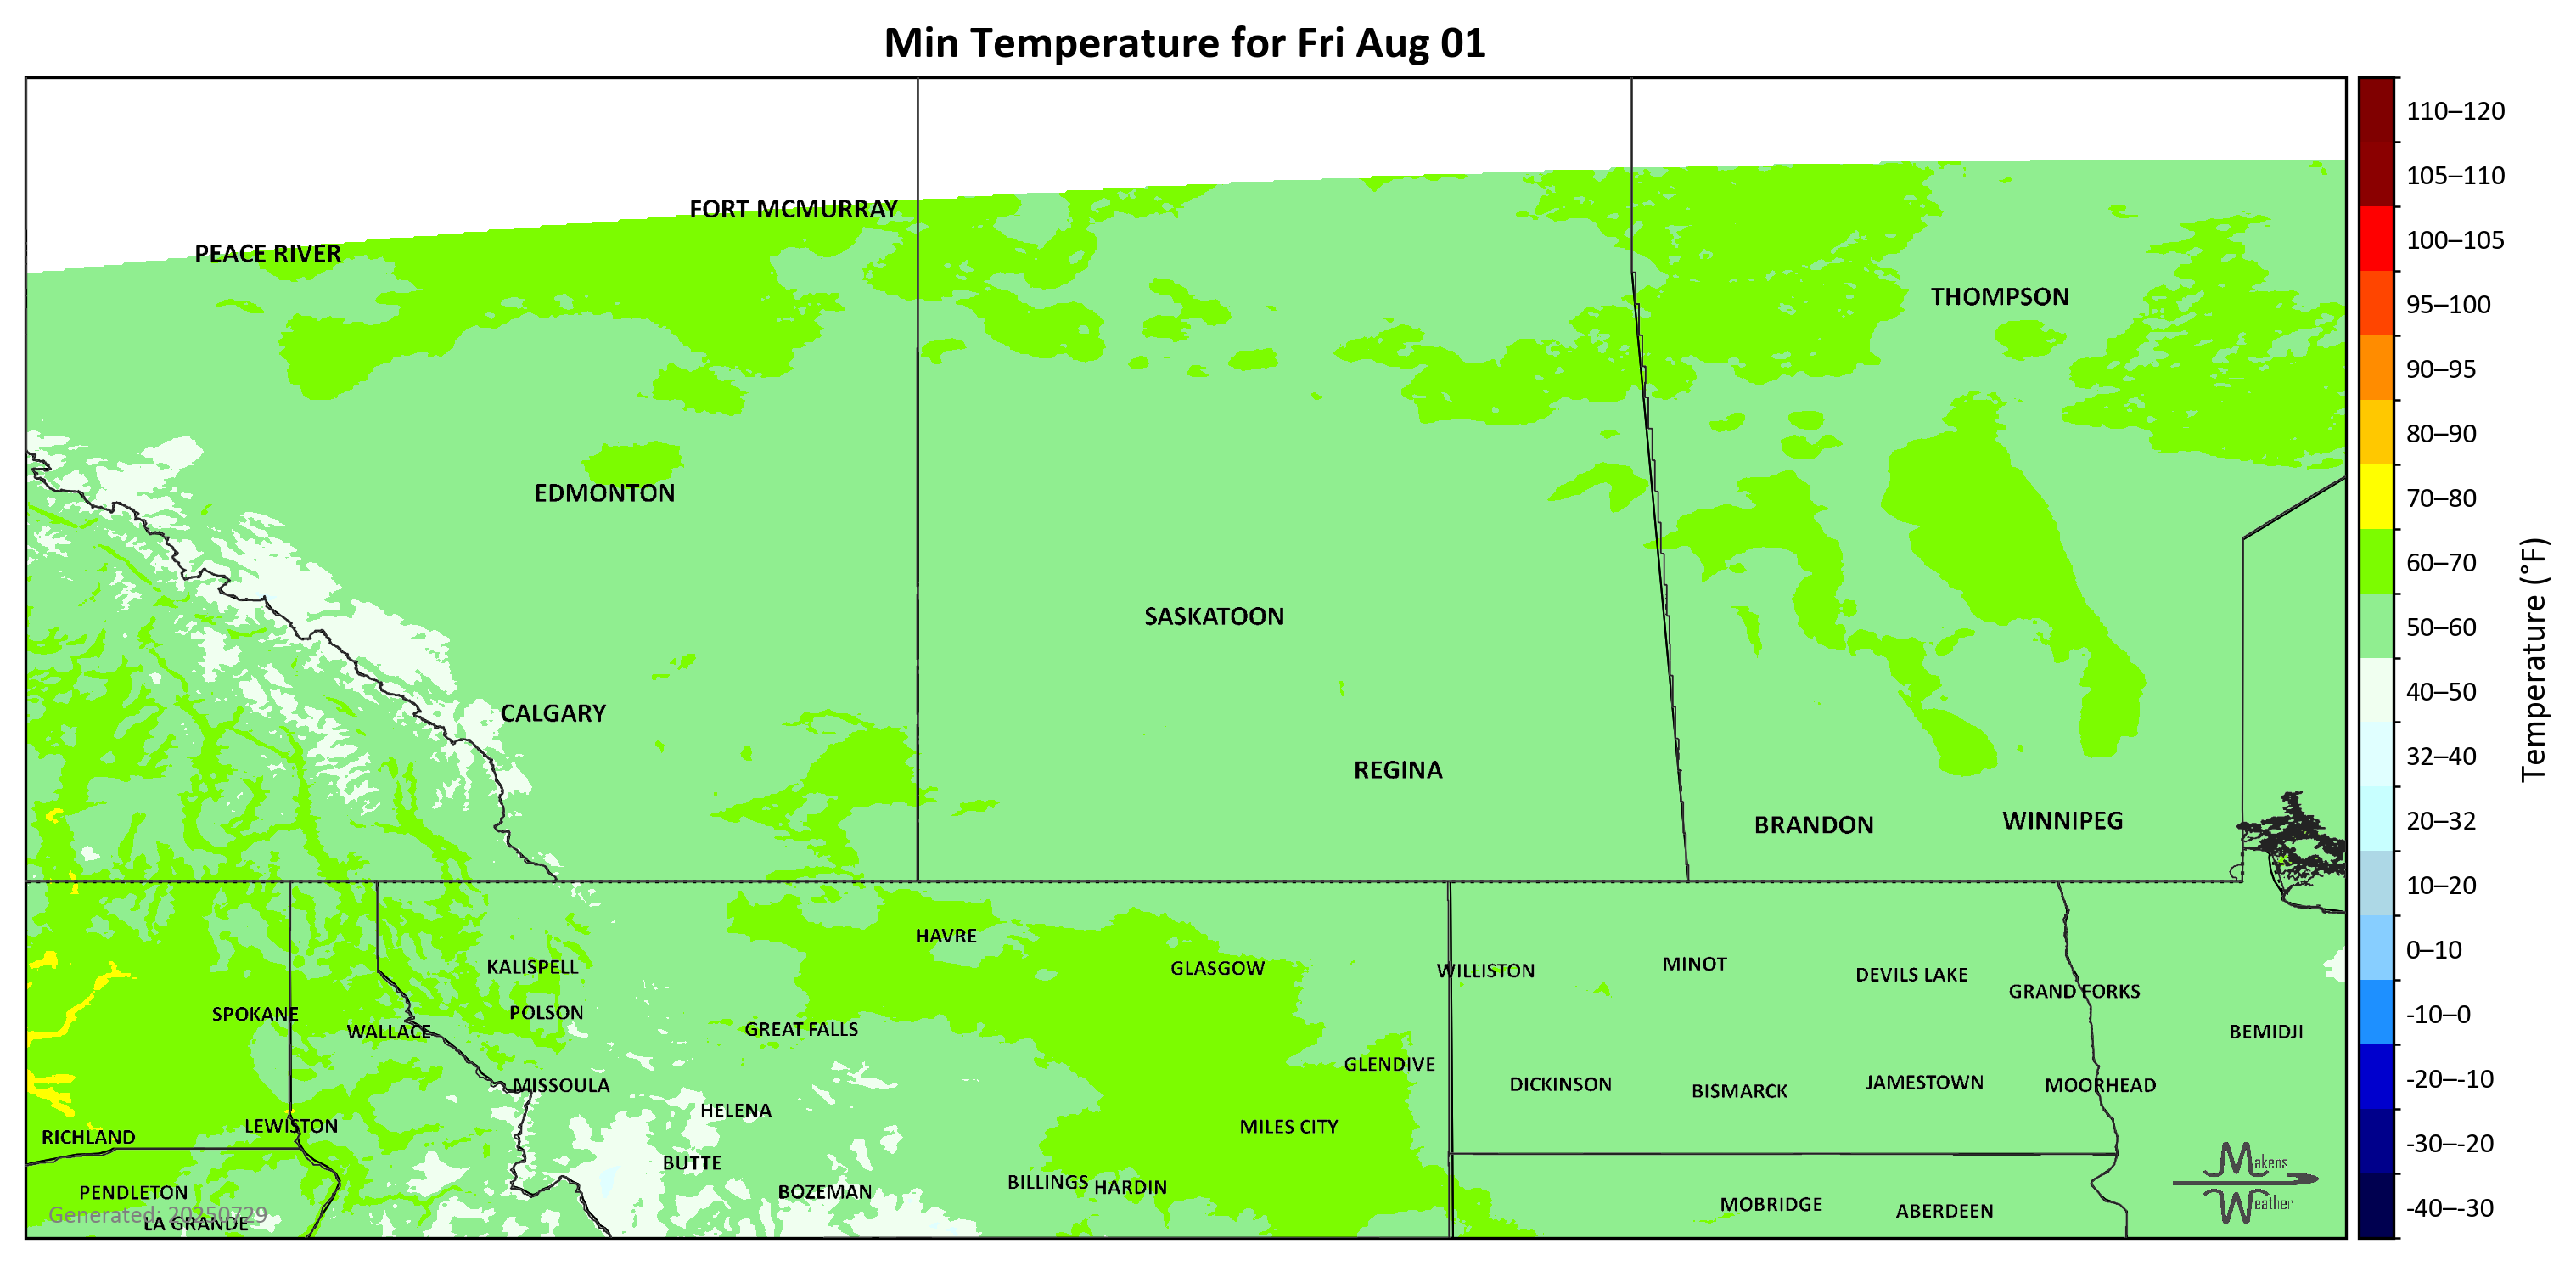 Min Temperature for Fri Aug 01
FORT MCMURRAY
PEACE RIVER
THOMPSON
EDMONTON
SASKATOON
CALGARY
REGINA
BRANDON
WINNIPEG
HAVRE
KALISPELL
GLASGOW
WILLISTON
MINOT
DEVILS LAKE
GRAND FORKS
SPOKANE
POLSON
WALLACE
GREAT FALLS
BEMIDJI
GLENDIVE
MISSOULA
DICKINSON
BISMARCK
JAMESTOWN
MOORHEAD
HELENA
LEWISTON
MILES CITY
RICHLAND
BUTTE
PENDLETON
BOZEMAN
BILLINGS
HARDIN
MOBRIDGE
ABERDEEN
LA GRANDE
Generated: 20250729
Makens
Weather
110–120
105–110
100–105
95–100
90–95
80–90
70–80
60–70
50–60
40–50
32–40
20–32
10–20
0–10
-10–0
-20–-10
-30–-20
-40–-30
Temperature (°F)